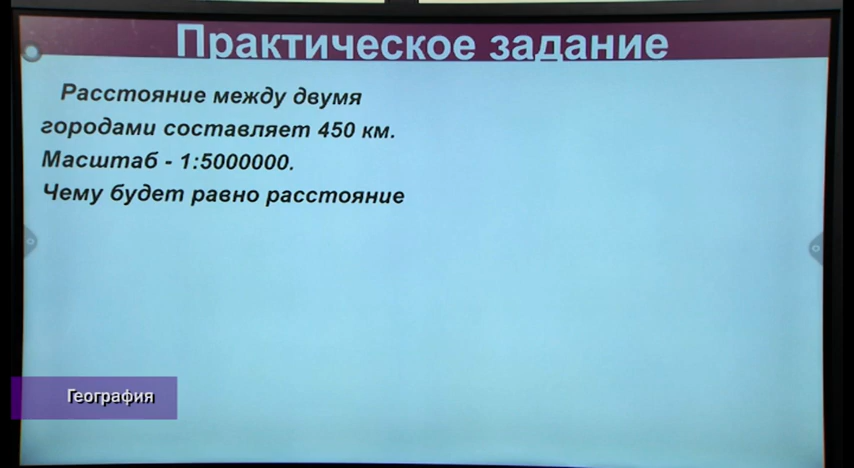 Практическое задание
Расстояние между двумя
городами составляет 450 км.
Масштаб - 1:5000000.
Чему будет равно расстояние
География